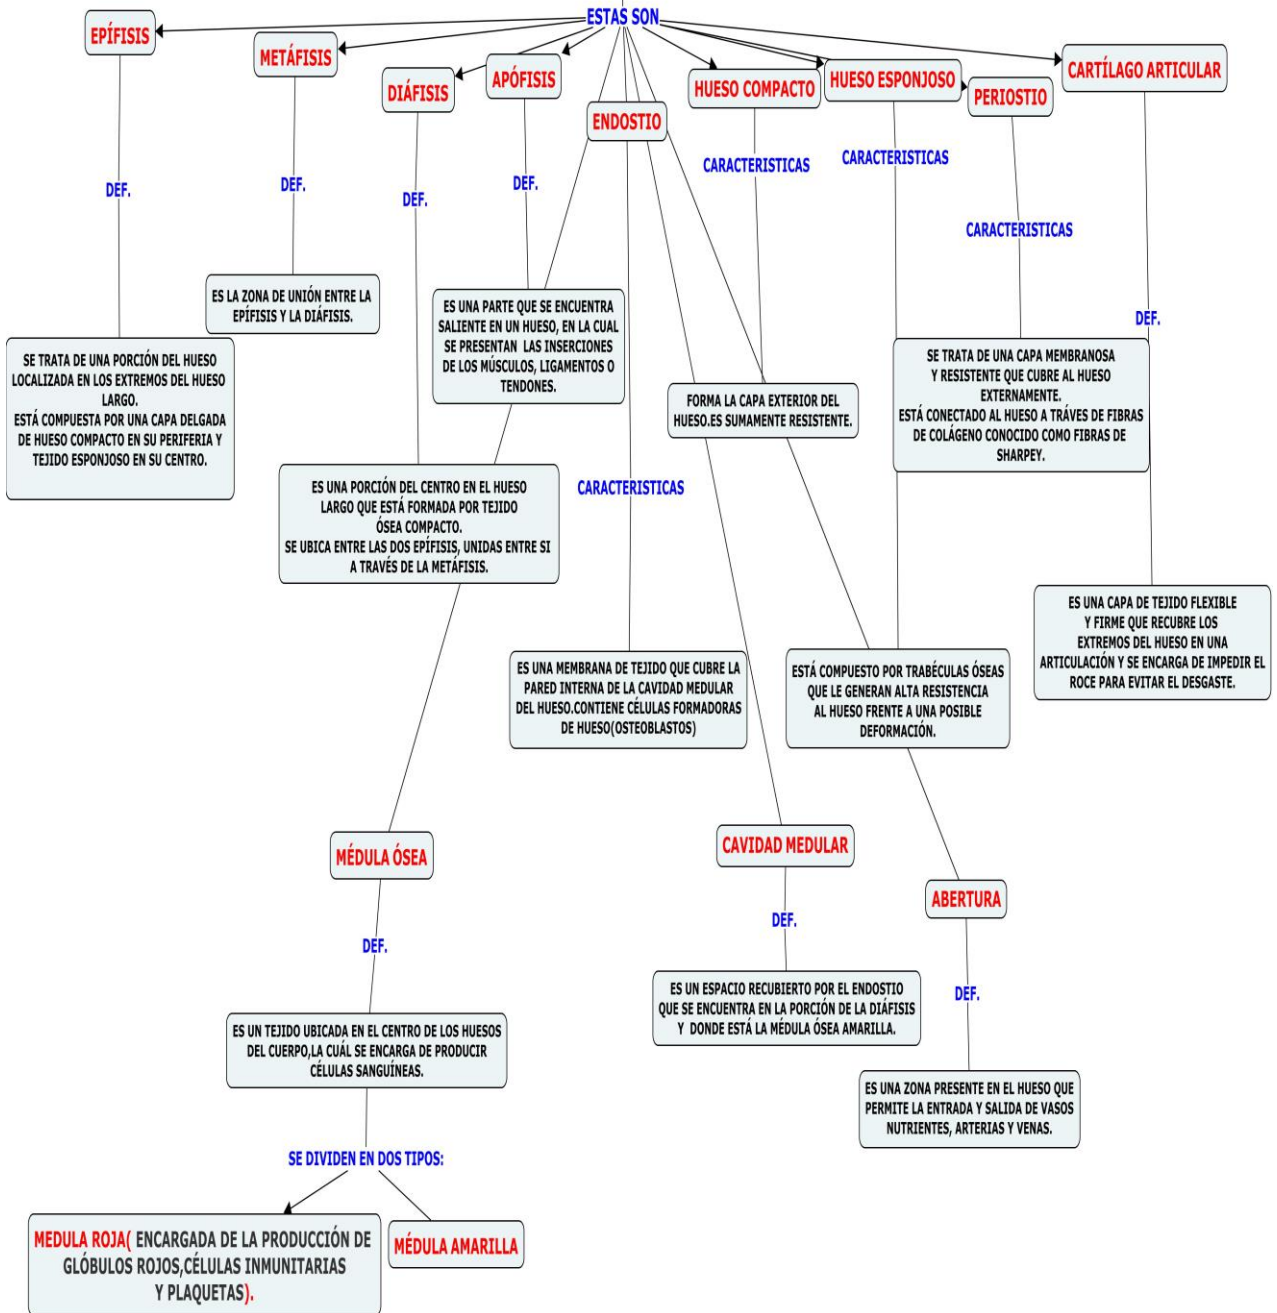 ESTAS SON
EPÍFISIS
METÁFISIS
DIÁFISIS
APÓFISIS
ENDOSTIO
HUESO COMPACTO
HUESO ESPONJOSO
PERIOSTIO
CARTÍLAGO ARTICULAR
DEF.
DEF.
DEF.
DEF.
CARACTERISTICAS
CARACTERISTICAS
CARACTERISTICAS
DEF.
ES LA ZONA DE UNIÓN ENTRE LA
EPÍFISIS Y LA DIÁFISIS.
ES UNA PARTE QUE SE ENCUENTRA
SALIENTE EN UN HUESO, EN LA CUAL
SE PRESENTAN LAS INSERCIONES
DE LOS MÚSCULOS, LIGAMENTOS O
TENDONES.
SE TRATA DE UNA PORCIÓN DEL HUESO
LOCALIZADA EN LOS EXTREMOS DEL HUESO
LARGO.
ESTÁ COMPUESTA POR UNA CAPA DELGADA
DE HUESO COMPACTO EN SU PERIFERIA Y
TEJIDO ESPONJOSO EN SU CENTRO.
FORMA LA CAPA EXTERIOR DEL
HUESO.ES SUMAMENTE RESISTENTE.
SE TRATA DE UNA CAPA MEMBRANOSA
Y RESISTENTE QUE CUBRE AL HUESO
EXTERNAMENTE.
ESTÁ CONECTADO AL HUESO A TRÁVES DE FIBRAS
DE COLÁGENO CONOCIDO COMO FIBRAS DE
SHARPEY.
ES UNA PORCIÓN DEL CENTRO EN EL HUESO
LARGO QUE ESTÁ FORMADA POR TEJIDO
ÓSEA COMPACTO.
SE UBICA ENTRE LAS DOS EPÍFISIS, UNIDAS ENTRE SI
A TRAVÉS DE LA METÁFISIS.
CARACTERISTICAS
ES UNA CAPA DE TEJIDO FLEXIBLE
Y FIRME QUE RECUBRE LOS
EXTREMOS DEL HUESO EN UNA
ARTICULACIÓN Y SE ENCARGA DE IMPEDIR EL
ROCE PARA EVITAR EL DESGASTE.
ES UNA MEMBRANA DE TEJIDO QUE CUBRE LA
PARED INTERNA DE LA CAVIDAD MEDULAR
DEL HUESO.CONTIENE CÉLULAS FORMADORAS
DE HUESO(OSTEOBLASTOS)
ESTÁ COMPUESTO POR TRABÉCULAS ÓSEAS
QUE LE GENERAN ALTA RESISTENCIA
AL HUESO FRENTE A UNA POSIBLE
DEFORMACIÓN.
MÉDULA ÓSEA
CAVIDAD MEDULAR
ABERTURA
DEF.
DEF.
DEF.
ES UN ESPACIO RECUBIERTO POR EL ENDOSTIO
QUE SE ENCUENTRA EN LA PORCIÓN DE LA DIÁFISIS
Y DONDE ESTÁ LA MÉDULA ÓSEA AMARILLA.
ES UN TEJIDO UBICADA EN EL CENTRO DE LOS HUESOS
DEL CUERPO,LA CUÁL SE ENCARGA DE PRODUCIR
CÉLULAS SANGUÍNEAS.
ES UNA ZONA PRESENTE EN EL HUESO QUE
PERMITE LA ENTRADA Y SALIDA DE VASOS
NUTRIENTES, ARTERIAS Y VENAS.
SE DIVIDEN EN DOS TIPOS:
MEDULA ROJA( ENCARGADA DE LA PRODUCCIÓN DE
GLÓBULOS ROJOS,CÉLULAS INMUNITARIAS
Y PLAQUETAS).
MÉDULA AMARILLA